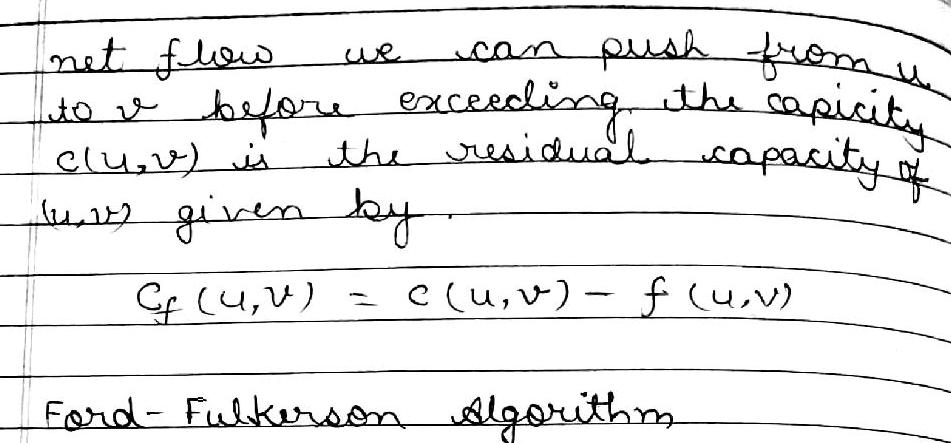 net flow we can push from u
to v before exceeding the capicity
c(u,v) is the residual capacity of
(u,v) given by.
Cf (u,v) = c(u,v) - f (u,v)
Ford-Fulkerson Algorithm